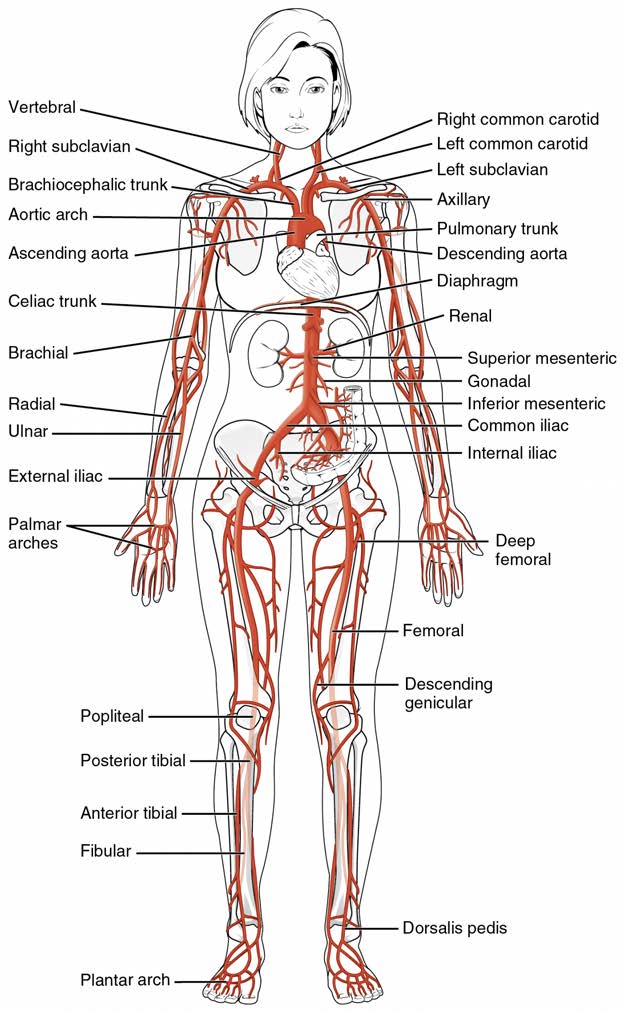 Vertebral
Right subclavian
Brachiocephalic trunk
Aortic arch
Ascending aorta
Celiac trunk
Brachial
Radial
Ulnar
External iliac
Palmar
arches
Popliteal
Posterior tibial
Anterior tibial
Fibular
Plantar arch
Right common carotid
Left common carotid
Left subclavian
Axillary
Pulmonary trunk
Descending aorta
Diaphragm
Renal
Superior mesenteric
Gonadal
Inferior mesenteric
Common iliac
Internal iliac
Deep
femoral
Femoral
Descending
genicular
Dorsalis pedis